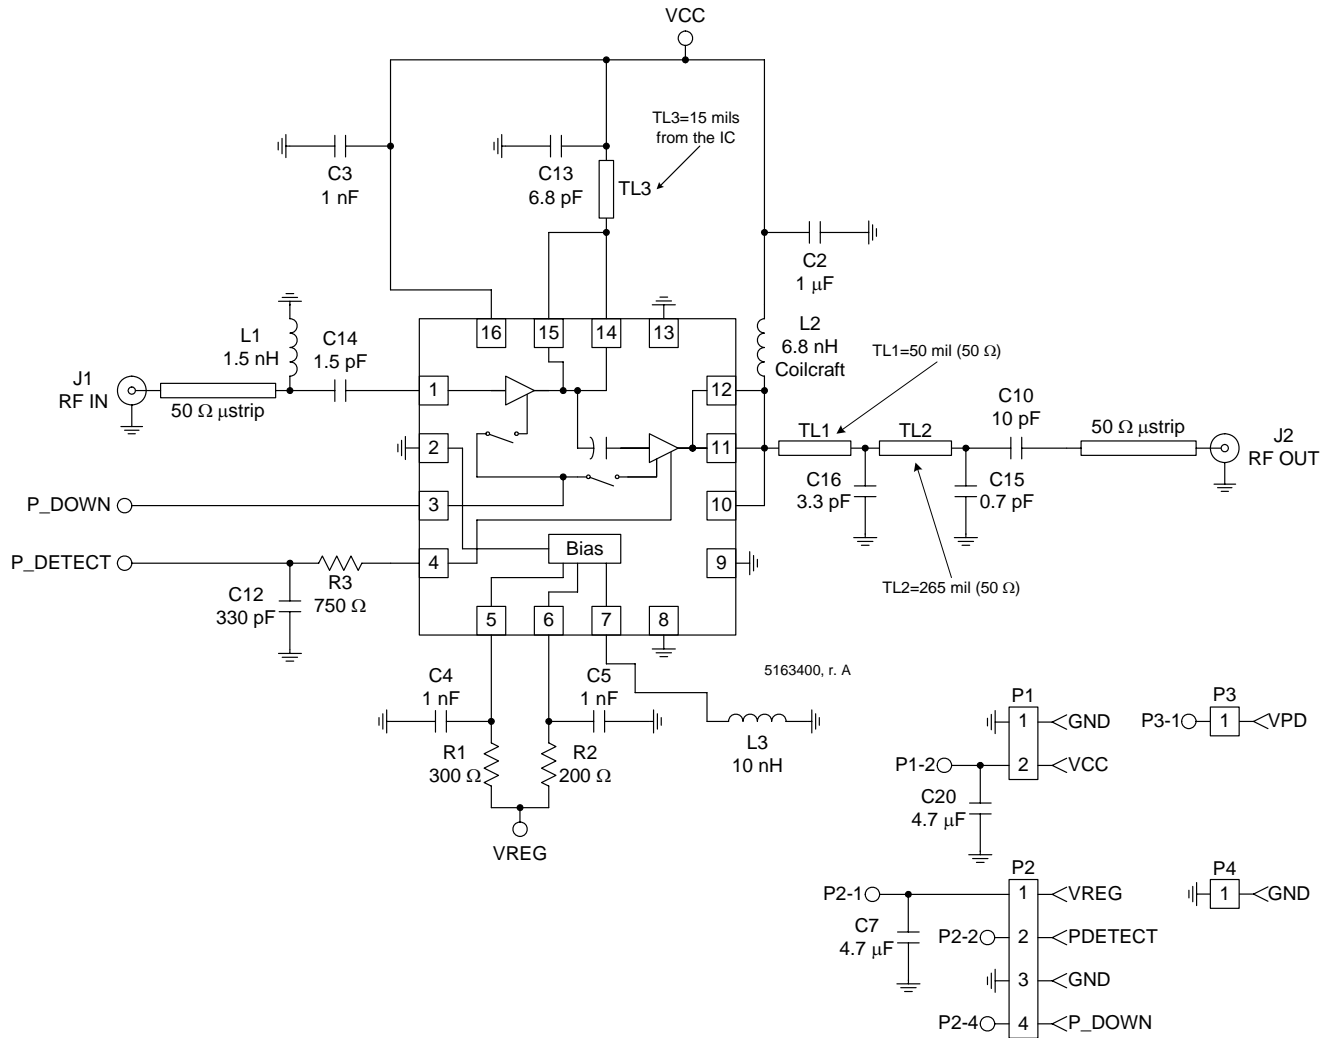 VCC
TL3=15 mils
from the IC
C3
1 nF
C13
6.8 pF
TL3
C2
1 μF
L1
1.5 nH
C14
1.5 pF
16
15
14
13
L2
6.8 nH
Coilcraft
TL1=50 mil (50 Ω)
J1
RF IN
50 Ω μstrip
1
12
C10
10 pF
2
11
TL1
TL2
50 Ω μstrip
J2
RF OUT
C16
3.3 pF
C15
0.7 pF
P_DOWN
3
10
P_DETECT
4
Bias
9
R3
750 Ω
C12
330 pF
TL2=265 mil (50 Ω)
5
6
7
8
5163400, r. A
C4
1 nF
C5
1 nF
R1
300 Ω
R2
200 Ω
L3
10 nH
VREG
P1
1
GND
P1-2
2
VCC
C20
4.7 μF
P3
P3-1
1
VPD
P2
P2-1
1
VREG
C7
4.7 μF
P2-2
2
PDETECT
3
GND
P2-4
4
P_DOWN
P4
1
GND